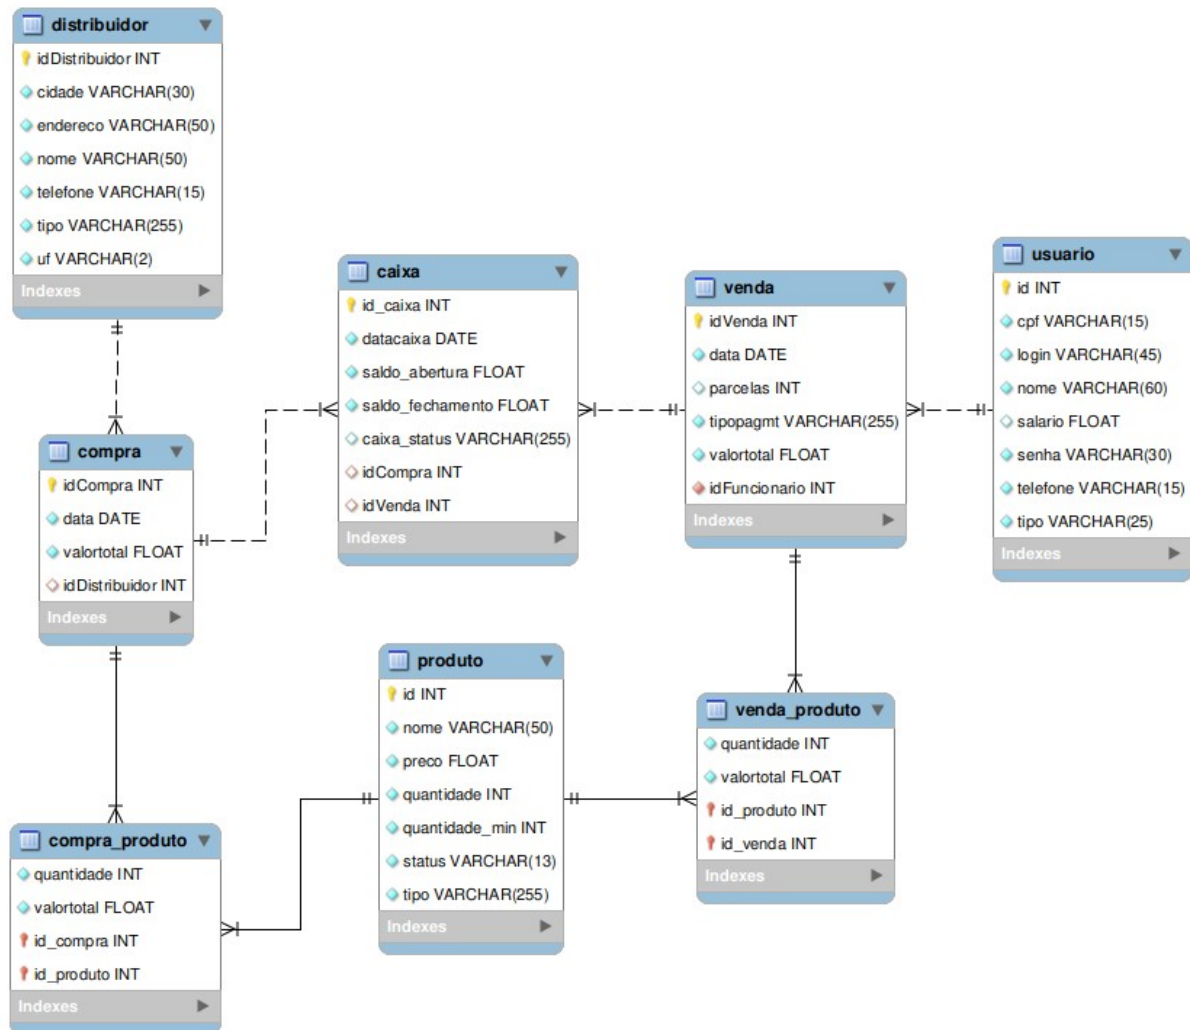 distribuidor
idDistribuidor INT
cidade VARCHAR(30)
endereco VARCHAR(50)
nome VARCHAR(50)
telefone VARCHAR(15)
tipo VARCHAR(255)
uf VARCHAR(2)
Indexes
compra
idCompra INT
data DATE
valortotal FLOAT
idDistribuidor INT
Indexes
caixa
id_caixa INT
datacaixa DATE
saldo_abertura FLOAT
saldo_fechamento FLOAT
caixa_status VARCHAR(255)
idCompra INT
idVenda INT
Indexes
venda
idVenda INT
data DATE
parcelas INT
tipopagmt VARCHAR(255)
valortotal FLOAT
idFuncionario INT
Indexes
usuario
id INT
cpf VARCHAR(15)
login VARCHAR(45)
nome VARCHAR(60)
salario FLOAT
senha VARCHAR(30)
telefone VARCHAR(15)
tipo VARCHAR(25)
Indexes
compra_produto
quantidade INT
valortotal FLOAT
id_compra INT
id_produto INT
Indexes
produto
id INT
nome VARCHAR(50)
preco FLOAT
quantidade INT
quantidade_min INT
status VARCHAR(13)
tipo VARCHAR(255)
Indexes
venda_produto
quantidade INT
valortotal FLOAT
id_produto INT
id_venda INT
Indexes